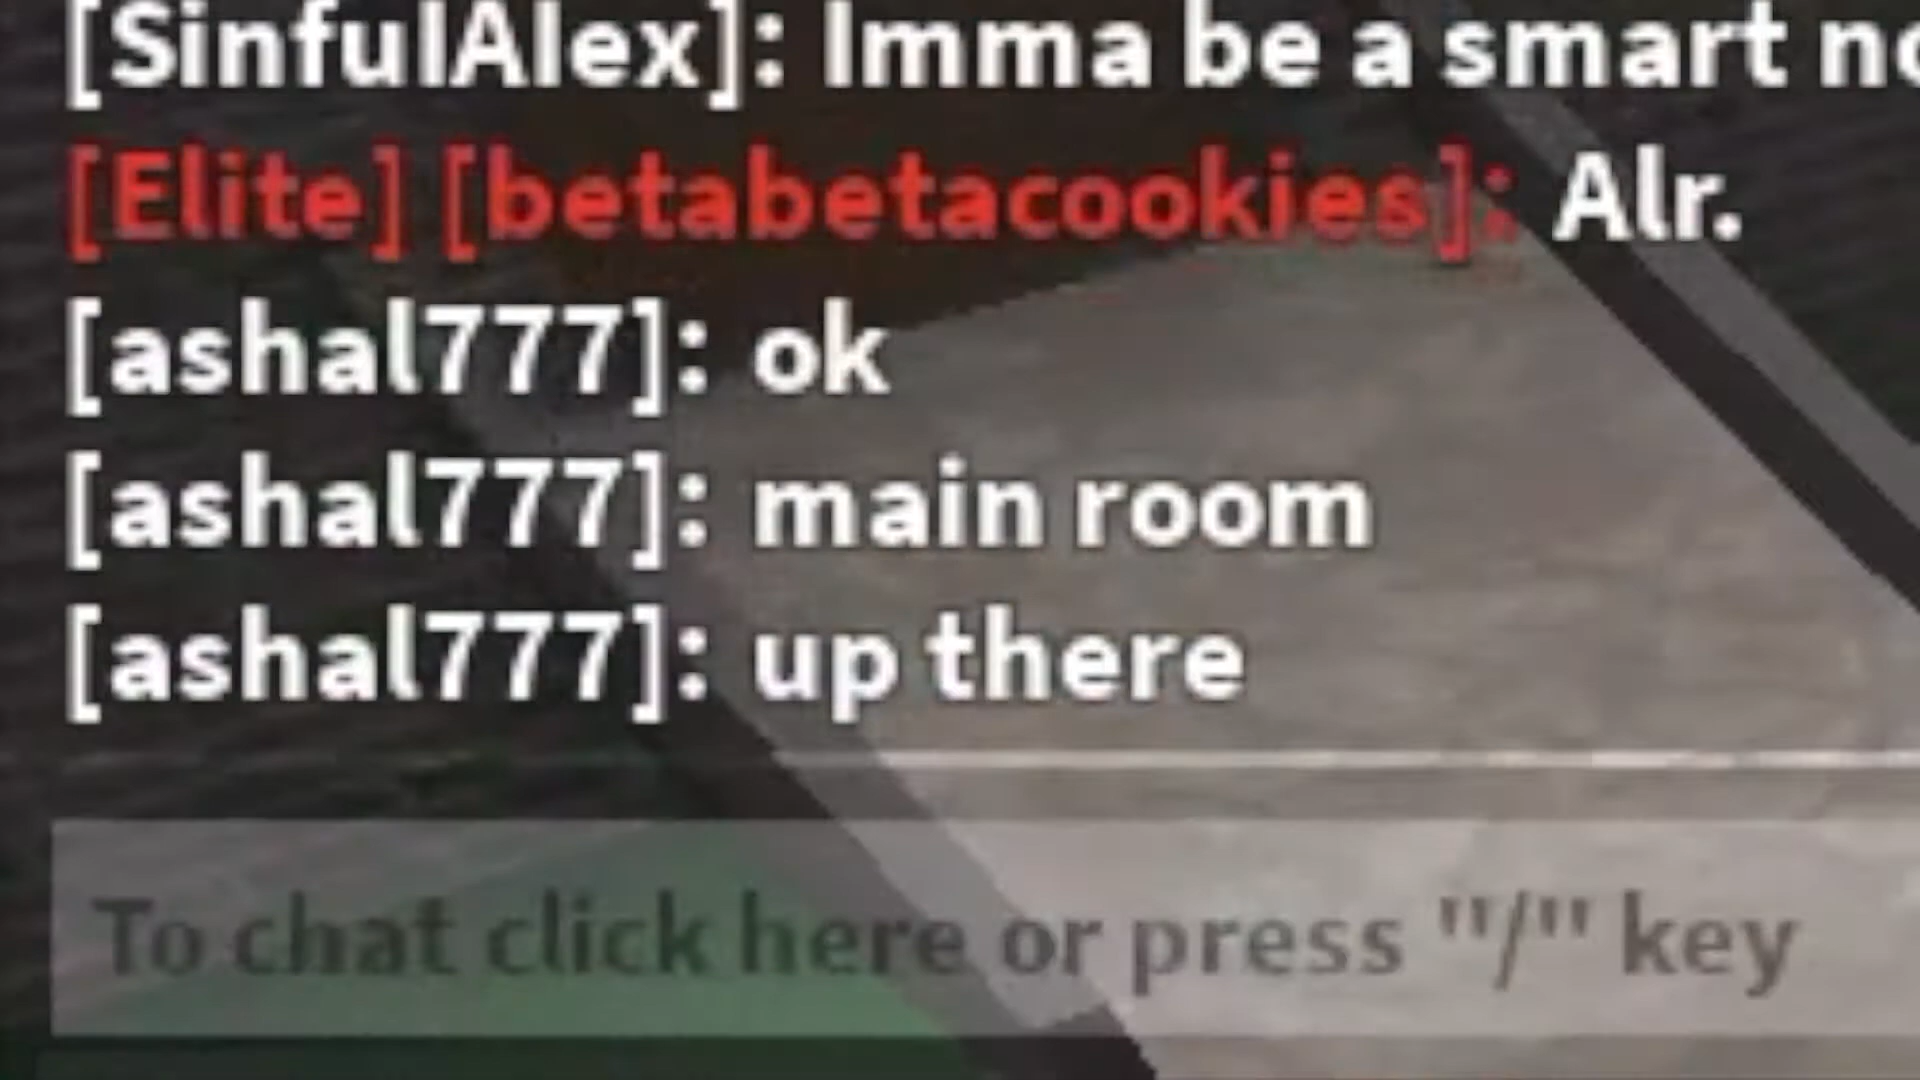 [SinfulAlex]: Imma be a smart
[Elite] [betabetacookies]: Alr.
[ashal777]: ok
[ashal777]: main room
[ashal777]: up there
To chat click here or press "/" key